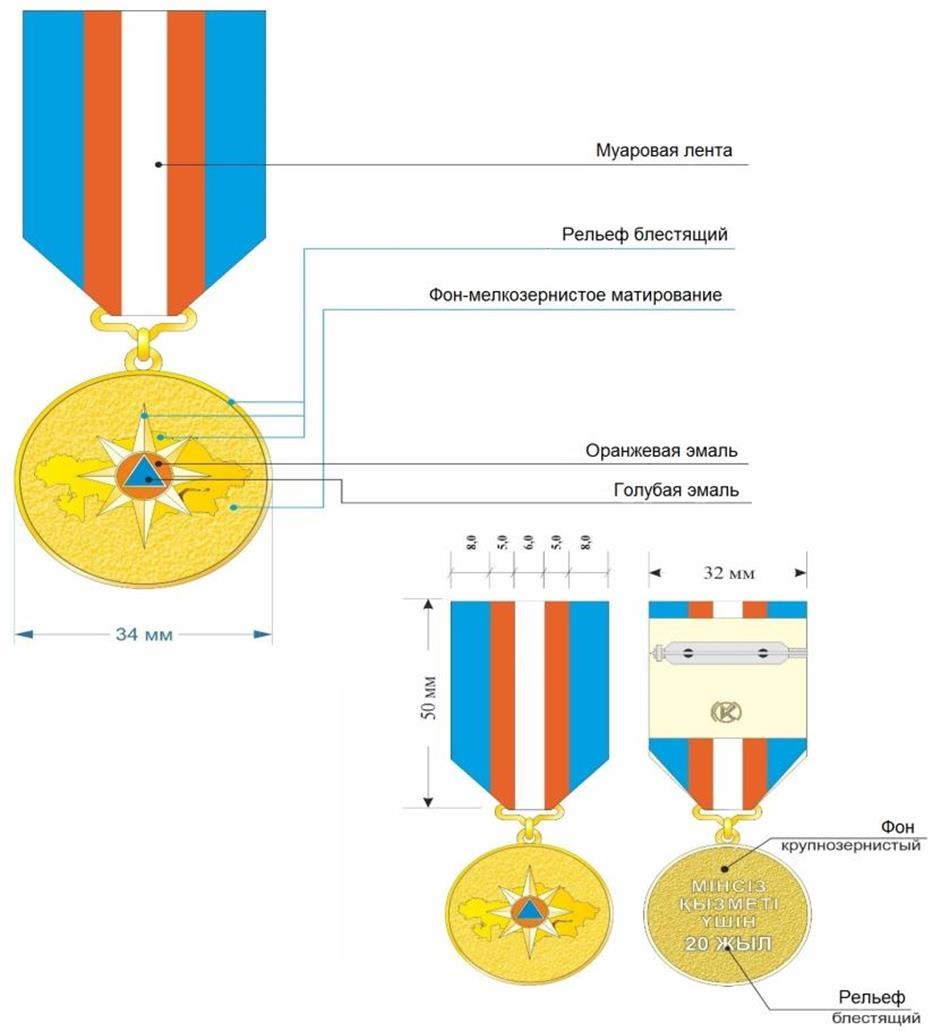 Муаровая лента
Рельеф блестящий
Фон-мелкозернистое матирование
Оранжевая эмаль
Голубая эмаль
34 мм
8,0 5,0 6,0 5,0 8,0
32 мм
50 мм
К
Фон
крупнозернистый
МІНСІЗ
ҚЫЗМЕТІ
ҮШІН
20 ЖЫЛ
Рельеф
блестящий